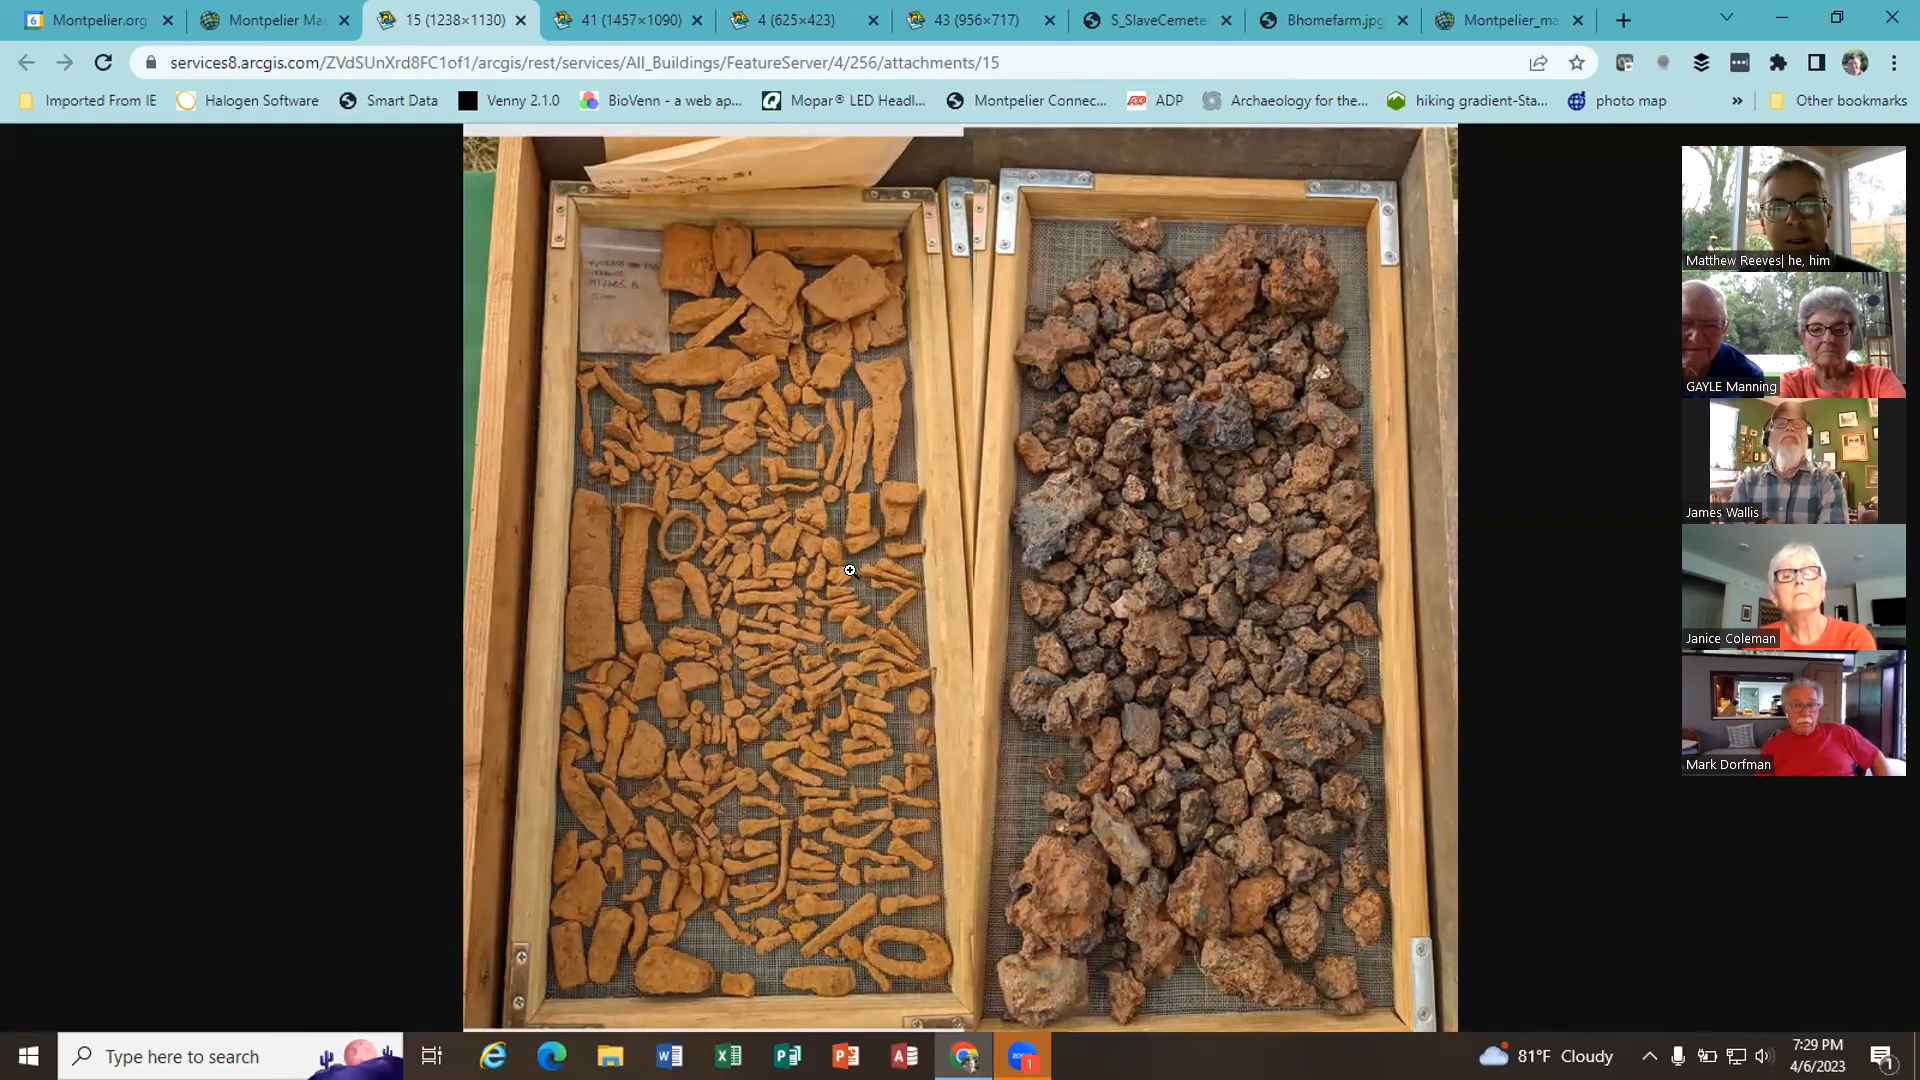 Montpelier.org
Montpelier Ma
15 (1238×1130)
41 (1457×1090)
4 (625×423)
43 (956×717)
S_SlaveCemete
Bhomefarm.jpg
Montpelier_ma
services8.arcgis.com/ZVdSUnXrd8FC1of1/arcgis/rest/services/All_Buildings/FeatureServer/4/256/attachments/15
Imported From IE
Halogen Software
Smart Data
Venny 2.1.0
BioVenn - a web ap...
Mopar® LED Headl...
Montpelier Connec...
ADP
Archaeology for the...
hiking gradient-Sta...
photo map
»
Other bookmarks
Matthew Reeves| he, him
GAYLE Manning
James Wallis
Janice Coleman
Mark Dorfman
Type here to search
81°F Cloudy
7:29 PM
4/6/2023